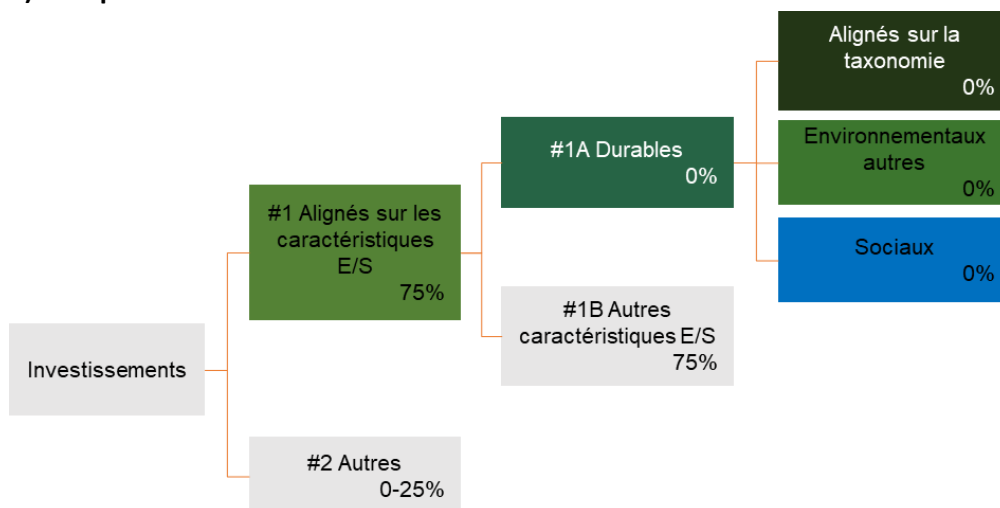 Alignés sur la
taxonomie
0%
#1A Durables
0%
Environnementaux
autres
0%
#1 Alignés sur les
caractéristiques
E/S
75%
Sociaux
0%
#1B Autres
caractéristiques E/S
75%
Investissements
#2 Autres
0-25%